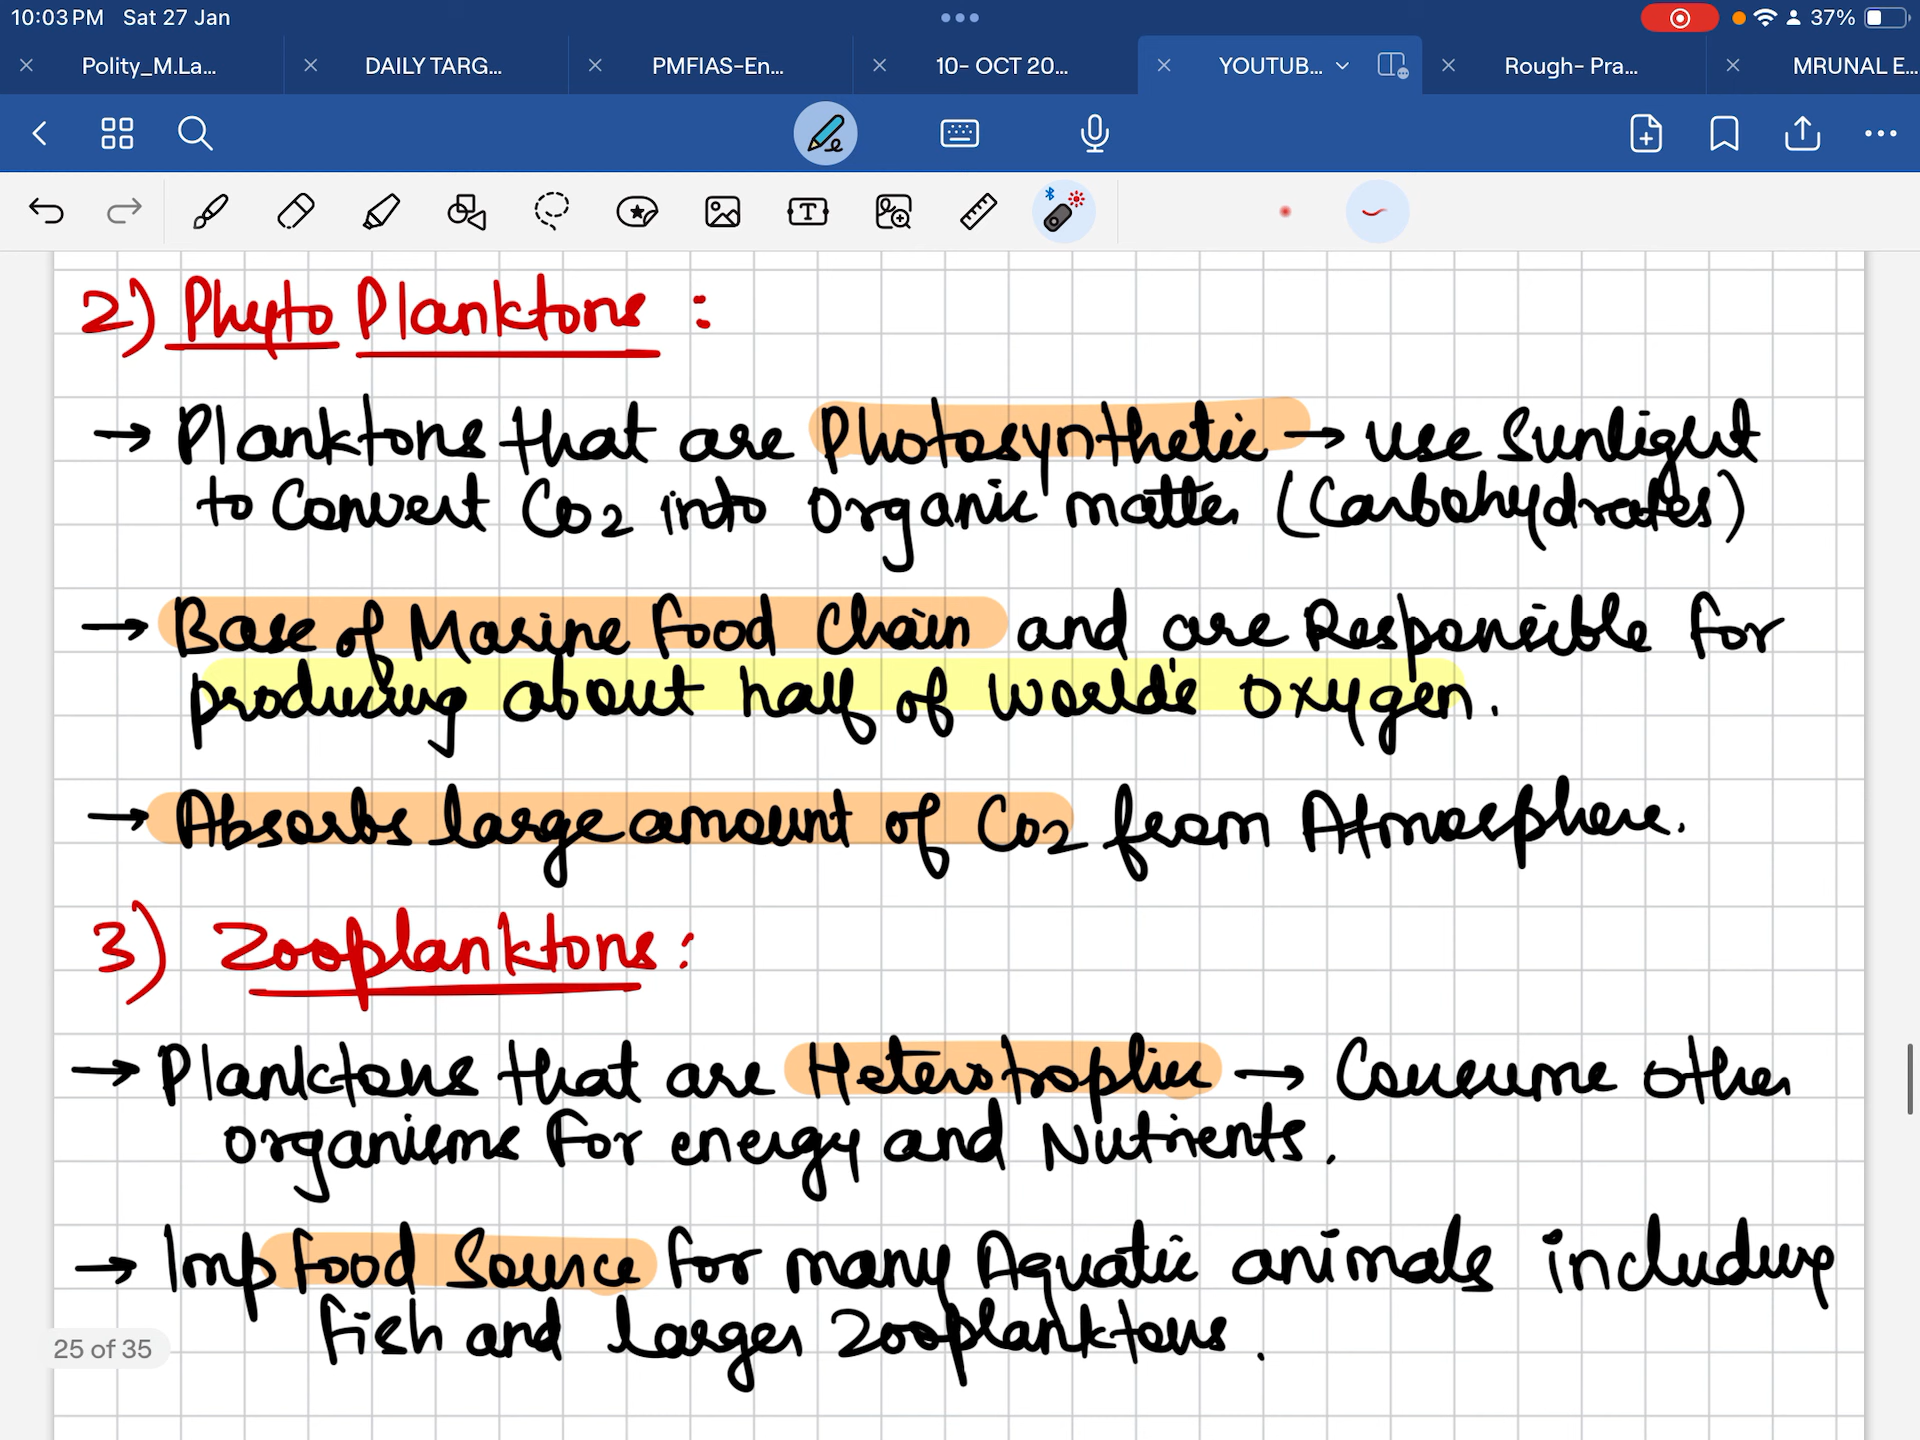 10:03 PM Sat 27 Jan
37%
Polity_M.La...
DAILY TARG...
PMFIAS-En...
10- OCT 20...
YOUTUB...
Rough- Pra...
MRUNAL E...
2) Phyto Planktons :
→ Planktons that are Photosynthetic → use Sunlight
to Convert Co2 into Organic matter (Carbohydrates)
→ Base of Marine Food Chain and are Responsible for
producing about half of World's Oxygen.
→ Absorbs large amount of Co2 from Atmosphere.
3) Zooplanktons:
→ Planktons that are Heterotrophic → Consume other
organisms for energy and Nutrients.
→ Imp food Source for many Aquatic animals including
fish and larger Zooplanktons.
25 of 35